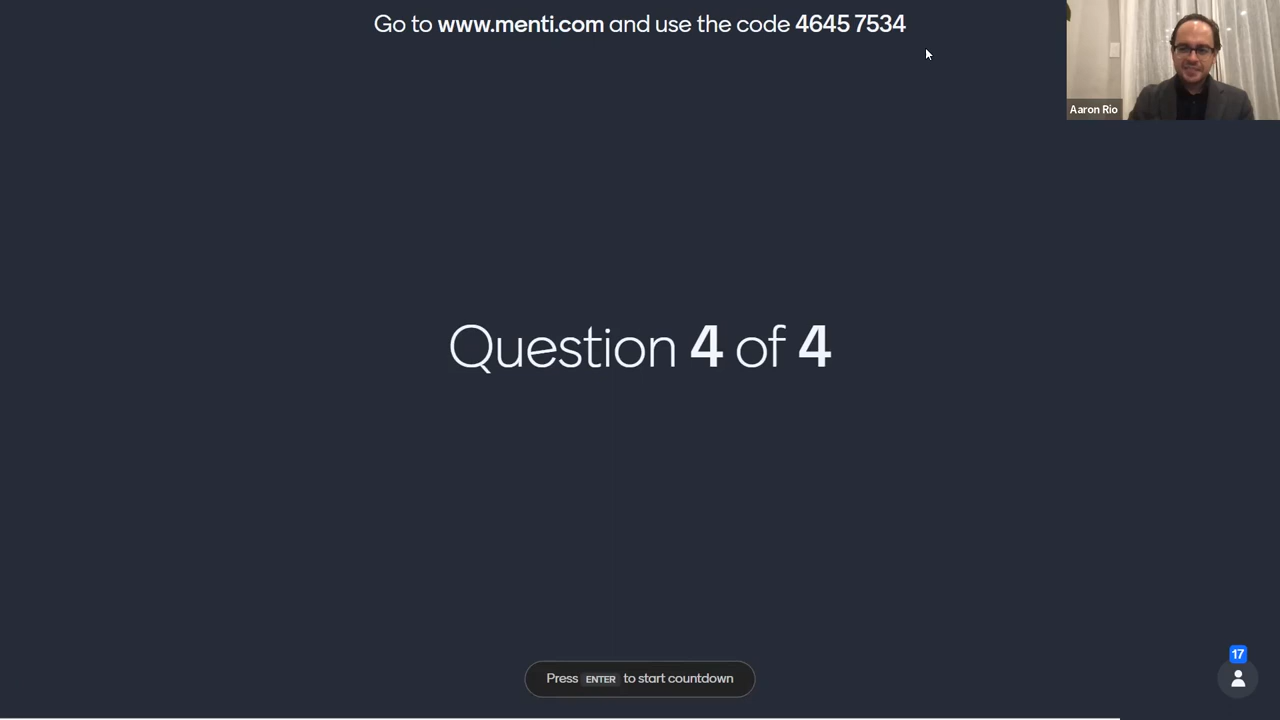 Go to www.menti.com and use the code 4645 7534
Aaron Rio
Question 4 of 4
17
Press ENTER to start countdown